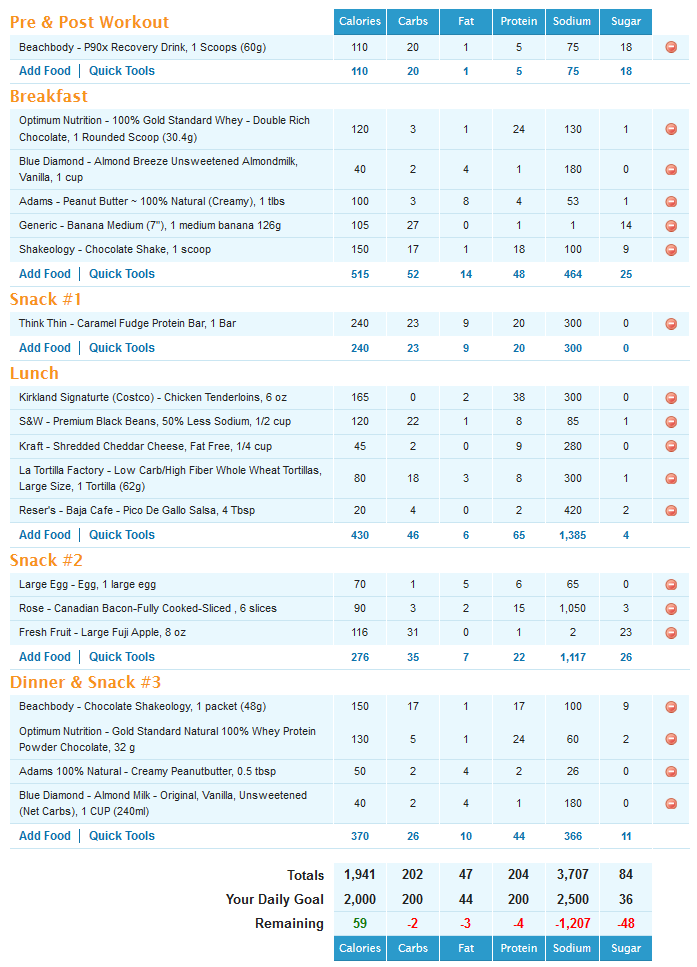 Pre & Post Workout Calories Carbs Fat Protein Sodium Sugar
Beachbody - P90x Recovery Drink, 1 Scoops (60g) 110 20 1 5 75 18
Add Food | Quick Tools 110 20 1 5 75 18
Breakfast
Optimum Nutrition - 100% Gold Standard Whey - Double Rich
Chocolate, 1 Rounded Scoop (30.4g) 120 3 1 24 130 1
Blue Diamond - Almond Breeze Unsweetened Almondmilk,
Vanilla, 1 cup 40 2 4 1 180 0
Adams - Peanut Butter ~ 100% Natural (Creamy), 1 tlbs 100 3 8 4 53 1
Generic - Banana Medium (7"), 1 medium banana 126g 105 27 0 1 1 14
Shakeology - Chocolate Shake, 1 scoop 150 17 1 18 100 9
Add Food | Quick Tools 515 52 14 48 464 25
Snack #1
Think Thin - Caramel Fudge Protein Bar, 1 Bar 240 23 9 20 300 0
Add Food | Quick Tools 240 23 9 20 300 0
Lunch
Kirkland Signaturte (Costco) - Chicken Tenderloins, 6 oz 165 0 2 38 300 0
S&W - Premium Black Beans, 50% Less Sodium, 1/2 cup 120 22 1 8 85 1
Kraft - Shredded Cheddar Cheese, Fat Free, 1/4 cup 45 2 0 9 280 0
La Tortilla Factory - Low Carb/High Fiber Whole Wheat Tortillas,
Large Size, 1 Tortilla (62g) 80 18 3 8 300 1
Reser's - Baja Cafe - Pico De Gallo Salsa, 4 Tbsp 20 4 0 2 420 2
Add Food | Quick Tools 430 46 6 65 1,385 4
Snack #2
Large Egg - Egg, 1 large egg 70 1 5 6 65 0
Rose - Canadian Bacon-Fully Cooked-Sliced , 6 slices 90 3 2 15 1,050 3
Fresh Fruit - Large Fuji Apple, 8 oz 116 31 0 1 2 23
Add Food | Quick Tools 276 35 7 22 1,117 26
Dinner & Snack #3
Beachbody - Chocolate Shakeology, 1 packet (48g) 150 17 1 17 100 9
Optimum Nutrition - Gold Standard Natural 100% Whey Protein
Powder Chocolate, 32 g 130 5 1 24 60 2
Adams 100% Natural - Creamy Peanutbutter, 0.5 tbsp 50 2 4 2 26 0
Blue Diamond - Almond Milk - Original, Vanilla, Unsweetened
(Net Carbs), 1 CUP (240ml) 40 2 4 1 180 0
Add Food | Quick Tools 370 26 10 44 366 11
Totals 1,941 202 47 204 3,707 84
Your Daily Goal 2,000 200 44 200 2,500 36
Remaining 59 -2 -3 -4 -1,207 -48
Calories Carbs Fat Protein Sodium Sugar